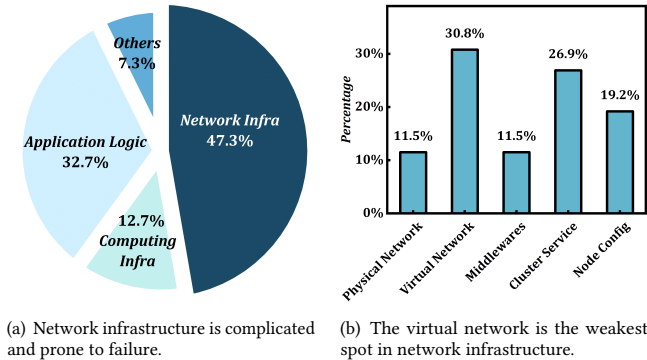 Others
7.3%
Network Infra
47.3%
Application Logic
32.7%
12.7%
Computing
Infra
(a) Network infrastructure is complicated
and prone to failure.
Percentage
30%
20%
10%
0%
11.5%
30.8%
11.5%
26.9%
19.2%
Physical Network
Virtual Network
Middlewares
Cluster Service
Node Config
(b) The virtual network is the weakest
spot in network infrastructure.